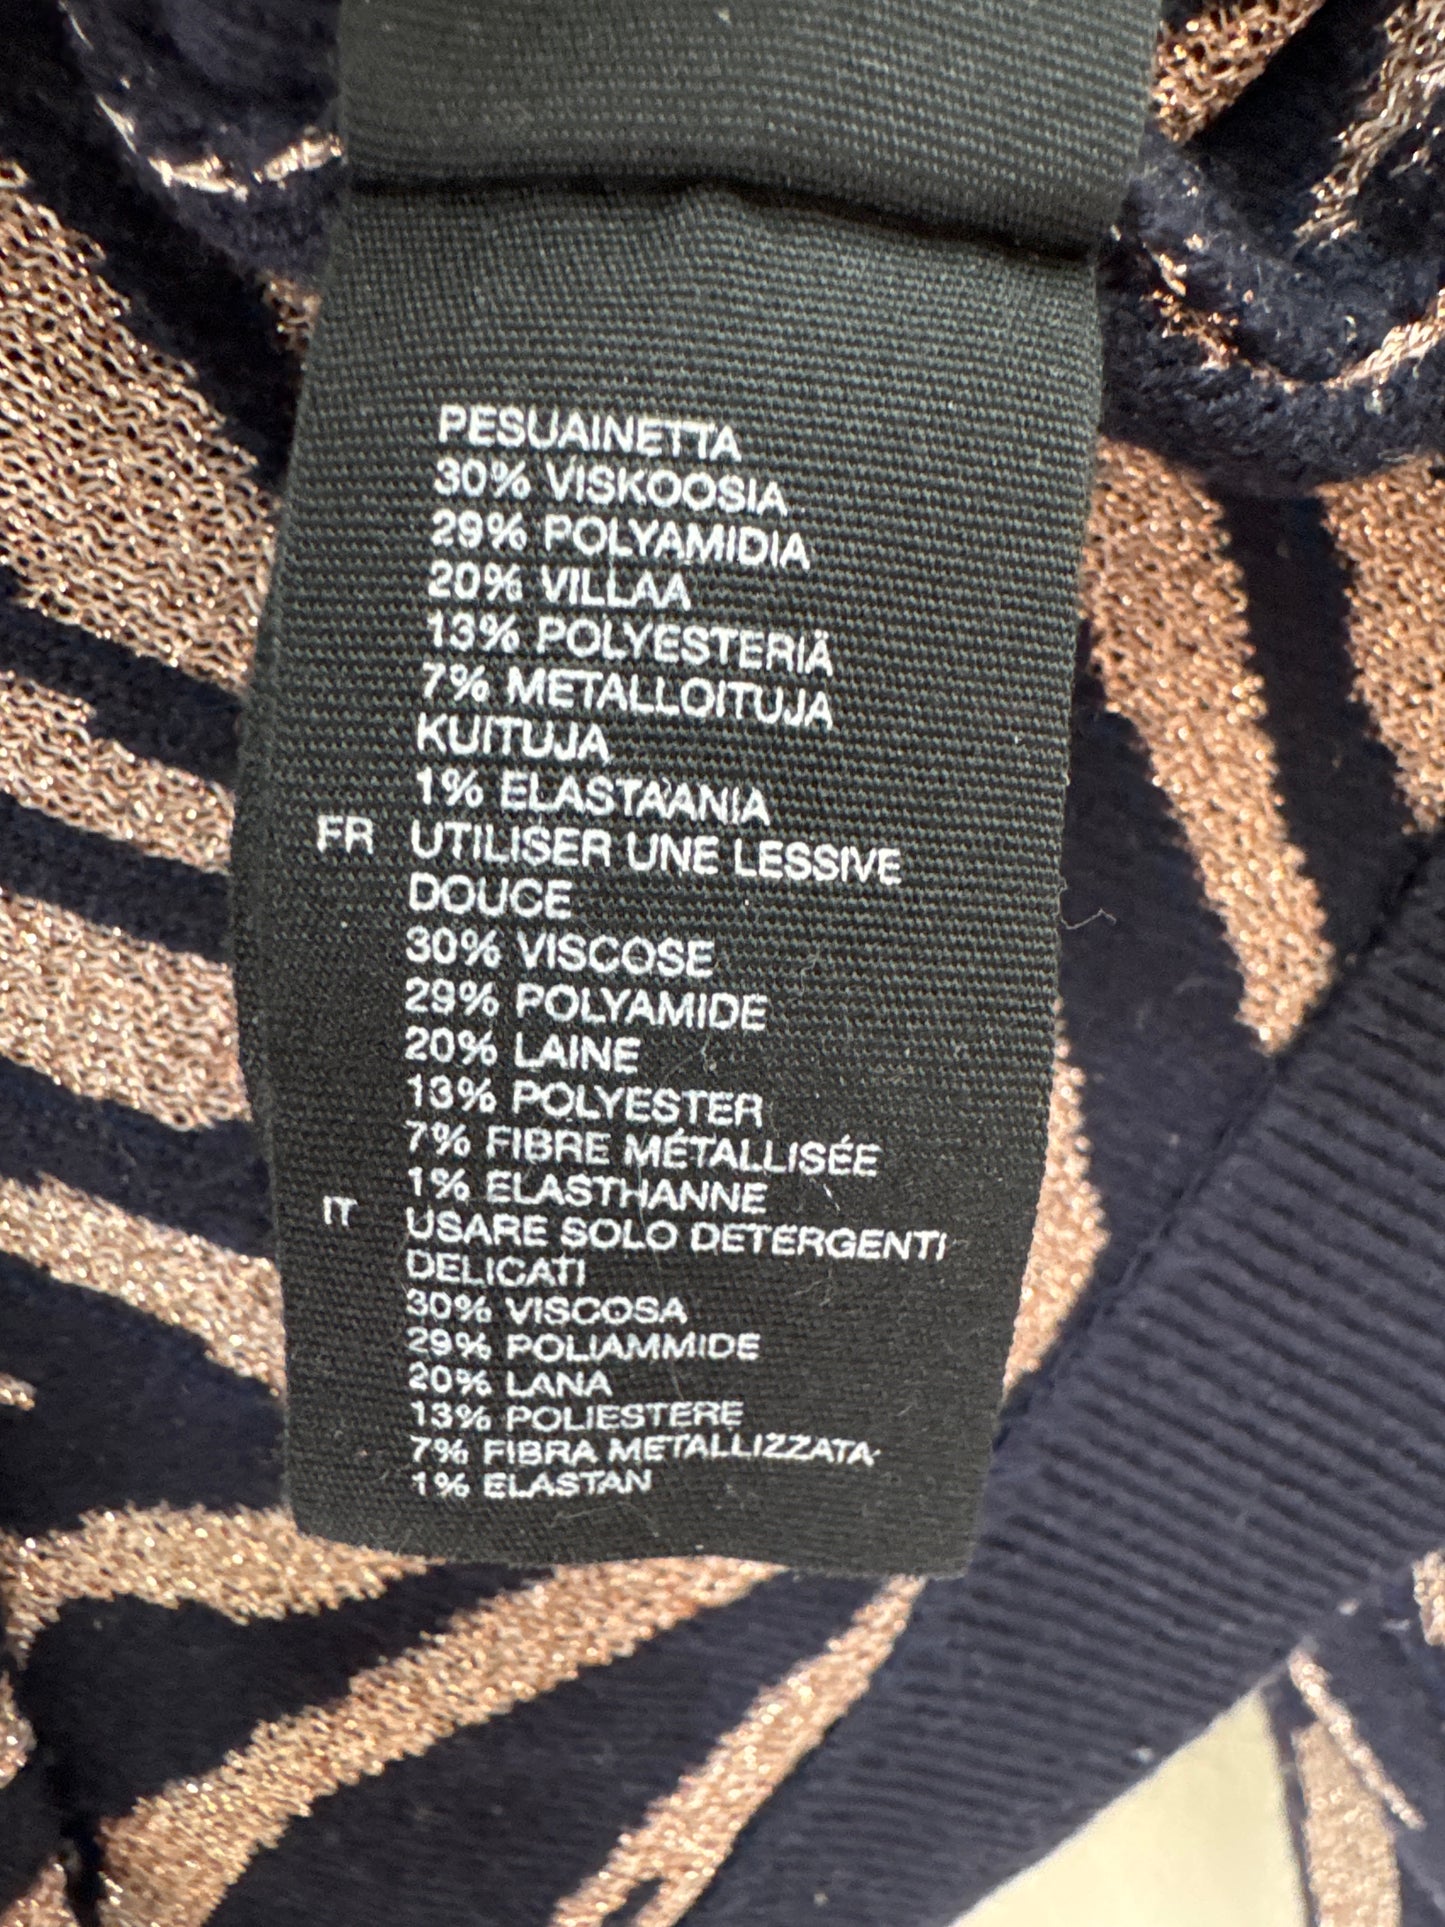 PESUAINETTA
30% VISKOOSIA
29% POLYAMIDIA
20% VILLAA
13% POLYESTERIÄ
7% METALLOITUJA
KUITUJA
1% ELASTAANIA
FR UTILISER UNE LESSIVE
DOUCE
30% VISCOSE
29% POLYAMIDE
20% LAINE
13% POLYESTER
7% FIBRE MÉTALLISÉE
1% ELASTHANNE
IT USARE SOLO DETERGENTI
DELICATI
30% VISCOSA
29% POLIAMMIDE
20% LANA
13% POLIESTERE
7% FIBRA METALLIZZATA
1% ELASTAN